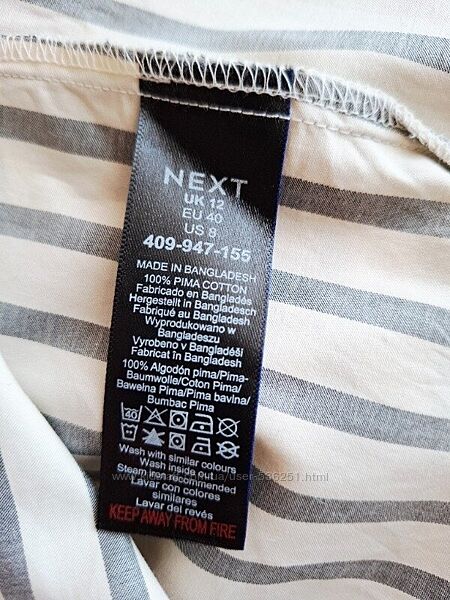 NEXT
UK 12
EU 40
US 8
409-947-155
MADE IN BANGLADESH
100% PIMA COTTON
Fabricado en Bangladés
Hergestellt in Bangladesch
Fabriqué au Bangladesh
Wyprodukowano w
Bangladeszu
Vyrobeno v Bangladéši
Fabricat în Bangladesh
100% Algodón pima/Pima-
Baumwolle/Coton Pima/
Bawełna Pima/Pima bavlna/
Bumbac Pima
40
Wash with similar colours
Wash inside out
Steam iron recommended
Lavar con colores
similares
Lavar del revés
KEEP AWAY FROM FIRE